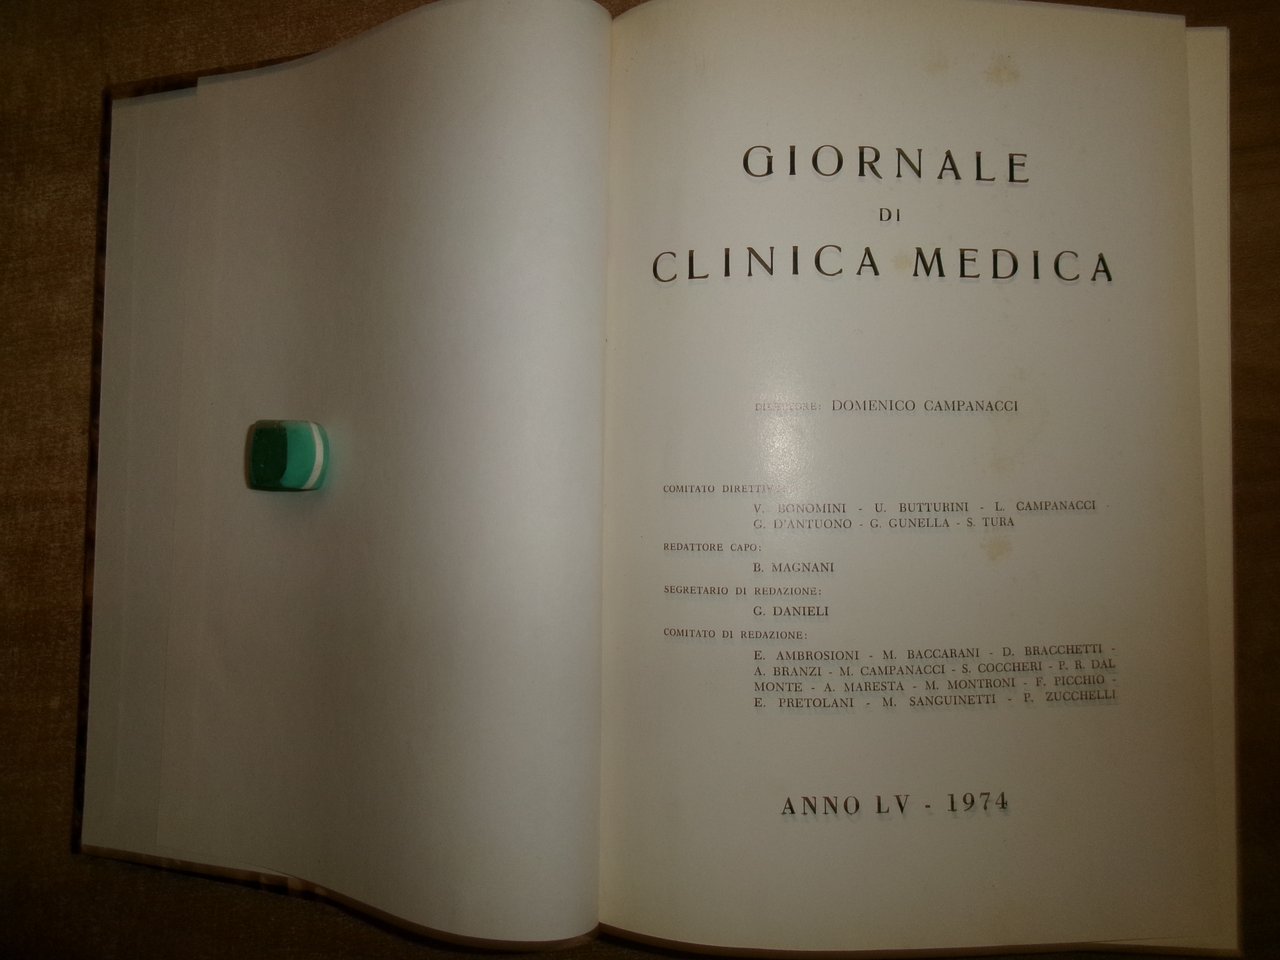 GIORNALE
DI
CLINICA MEDICA
DIRETTORE: DOMENICO CAMPANACCI
COMITATO DIRETTIVO:
V. BONOMINI - U. BUTTURINI - L. CAMPANACCI -
G. D'ANTUONO - G. GUNELLA - S. TURA
REDATTORE CAPO:
B. MAGNANI
SEGRETARIO DI REDAZIONE:
G. DANIELI
COMITATO DI REDAZIONE:
E. AMBROSIONI - M. BACCARANI - D. BRACCHETTI -
A. BRANZI - M. CAMPANACCI - S. COCCHERI - P. R. DAL
MONTE - A. MARESTA - M. MONTRONI - F. PICCHIO -
E. PRETOLANI - M. SANGUINETTI - P. ZUCCHELLI
ANNO LV - 1974